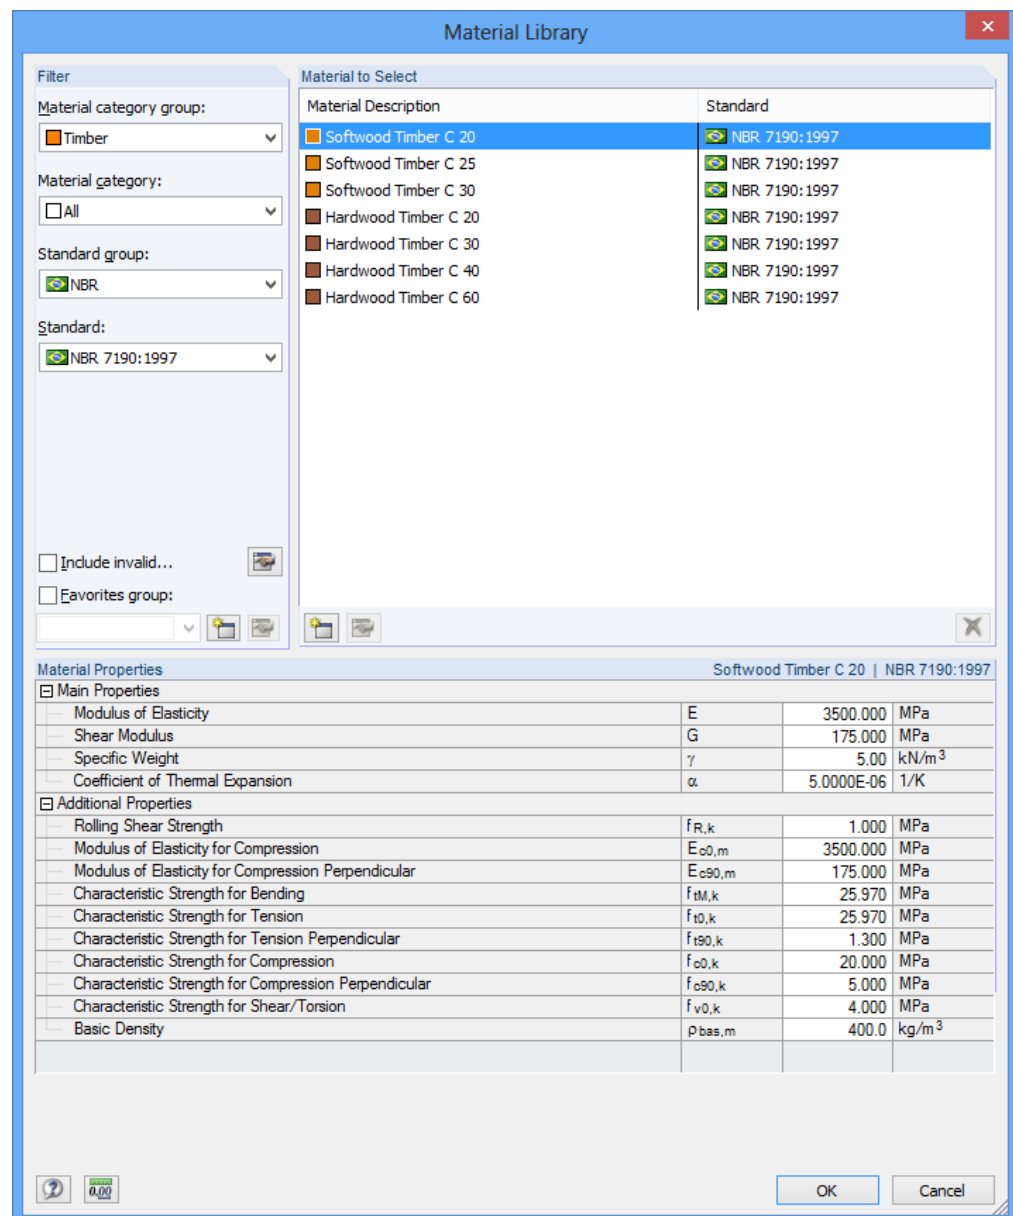 Material Library
Filter
Material category group:
Timber
Material category:
All
Standard group:
NBR
Standard:
NBR 7190:1997
Include invalid...
Favorites group:
Material to Select
Material Description Standard
Softwood Timber C 20 NBR 7190:1997
Softwood Timber C 25 NBR 7190:1997
Softwood Timber C 30 NBR 7190:1997
Hardwood Timber C 20 NBR 7190:1997
Hardwood Timber C 30 NBR 7190:1997
Hardwood Timber C 40 NBR 7190:1997
Hardwood Timber C 60 NBR 7190:1997
Material Properties Softwood Timber C 20 | NBR 7190:1997
Main Properties
Modulus of Elasticity E 3500.000 MPa
Shear Modulus G 175.000 MPa
Specific Weight γ 5.00 kN/m³
Coefficient of Thermal Expansion α 5.0000E-06 1/K
Additional Properties
Rolling Shear Strength fR,k 1.000 MPa
Modulus of Elasticity for Compression Ec0,m 3500.000 MPa
Modulus of Elasticity for Compression Perpendicular Ec90,m 175.000 MPa
Characteristic Strength for Bending ftM,k 25.970 MPa
Characteristic Strength for Tension ft0,k 25.970 MPa
Characteristic Strength for Tension Perpendicular ft90,k 1.300 MPa
Characteristic Strength for Compression fc0,k 20.000 MPa
Characteristic Strength for Compression Perpendicular fc90,k 5.000 MPa
Characteristic Strength for Shear/Torsion fv0,k 4.000 MPa
Basic Density ρbas,m 400.0 kg/m³
0.00
OK Cancel